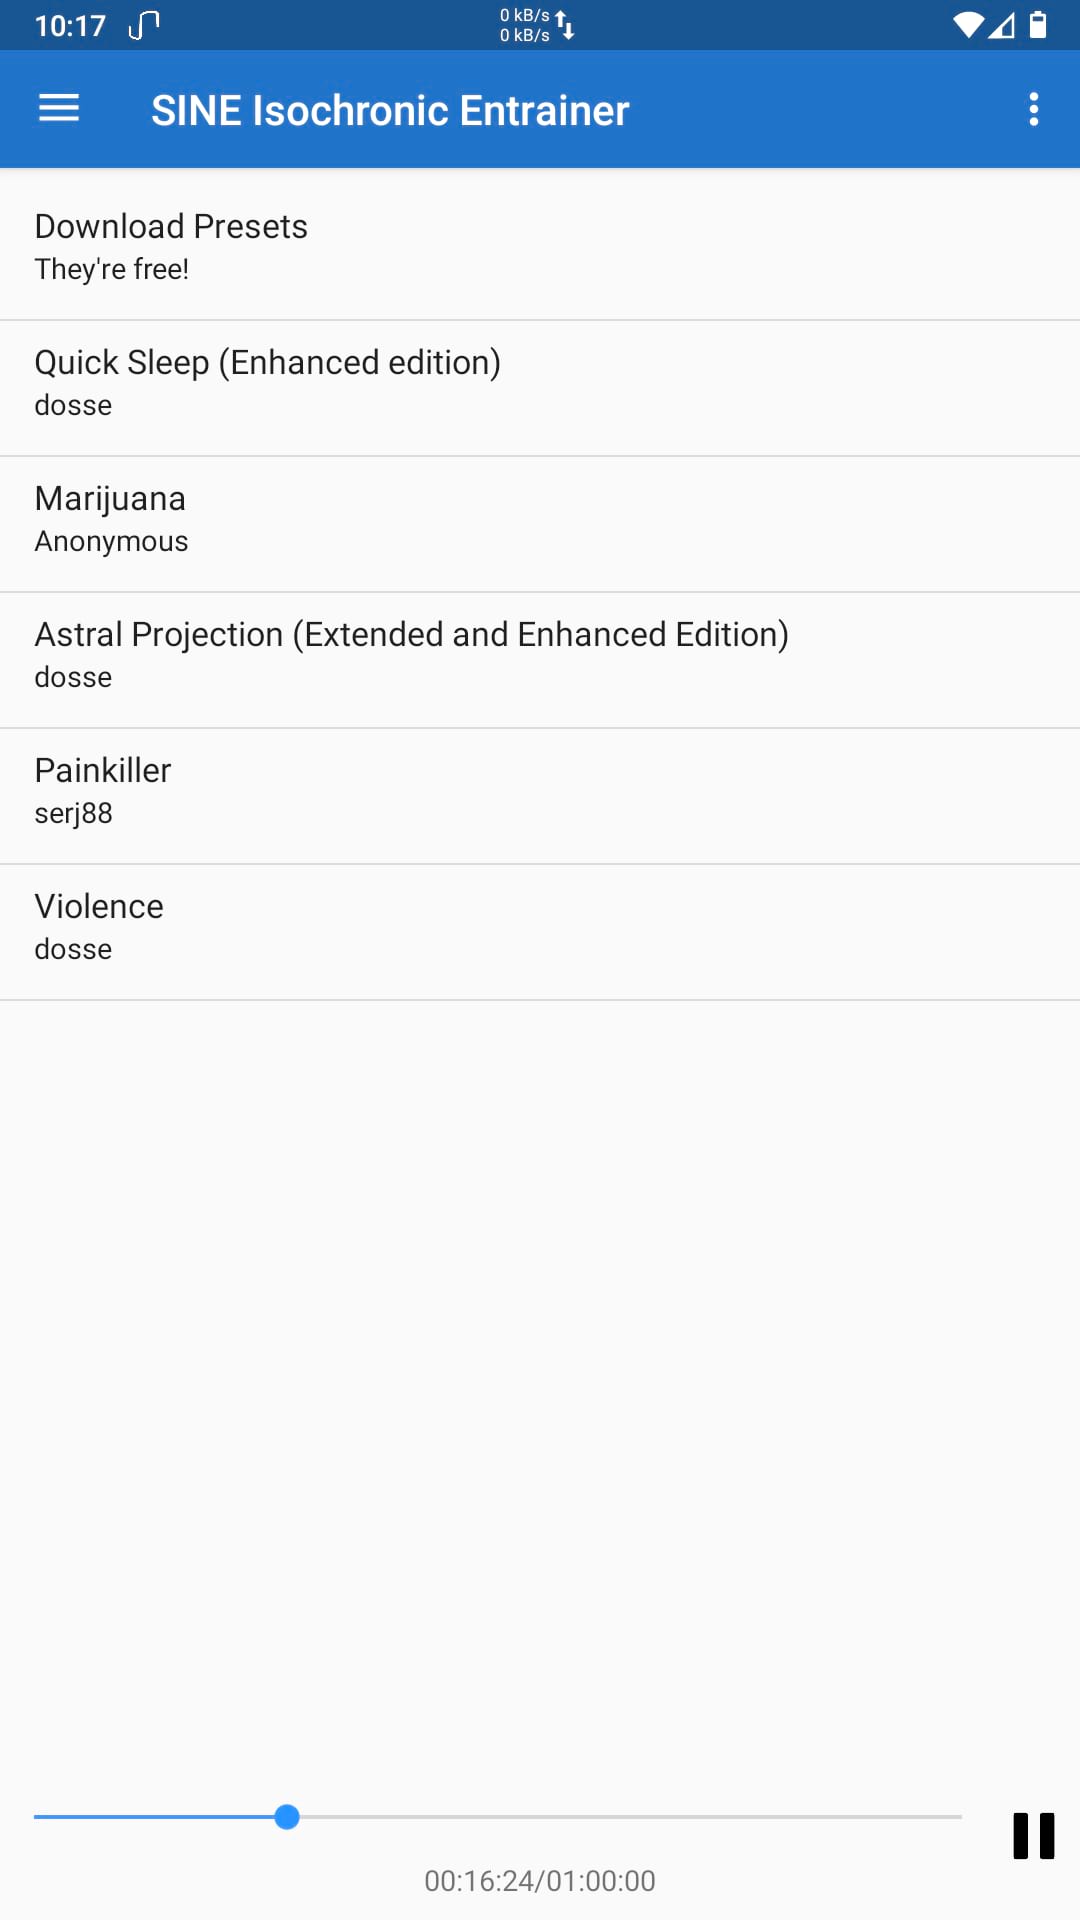 10:17
0 kB/s
0 kB/s
SINE Isochronic Entrainer
Download Presets
They're free!
Quick Sleep (Enhanced edition)
dosse
Marijuana
Anonymous
Astral Projection (Extended and Enhanced Edition)
dosse
Painkiller
serj88
Violence
dosse
00:16:24/01:00:00